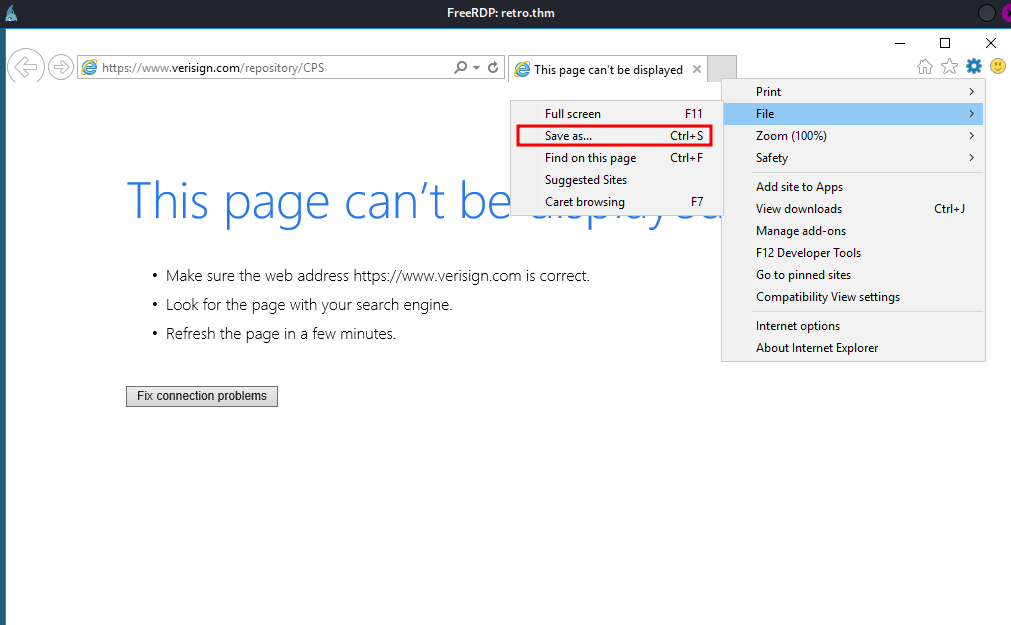 FreeRDP: retro.thm
https://www.verisign.com/repository/CPS
This page can't be displayed
Print
File
Zoom (100%)
Safety
Add site to Apps
View downloads Ctrl+J
Manage add-ons
F12 Developer Tools
Go to pinned sites
Compatibility View settings
Internet options
About Internet Explorer
Full screen F11
Save as... Ctrl+S
Find on this page Ctrl+F
Suggested Sites
Caret browsing F7
This page can't be displayed
• Make sure the web address https://www.verisign.com is correct.
• Look for the page with your search engine.
• Refresh the page in a few minutes.
Fix connection problems